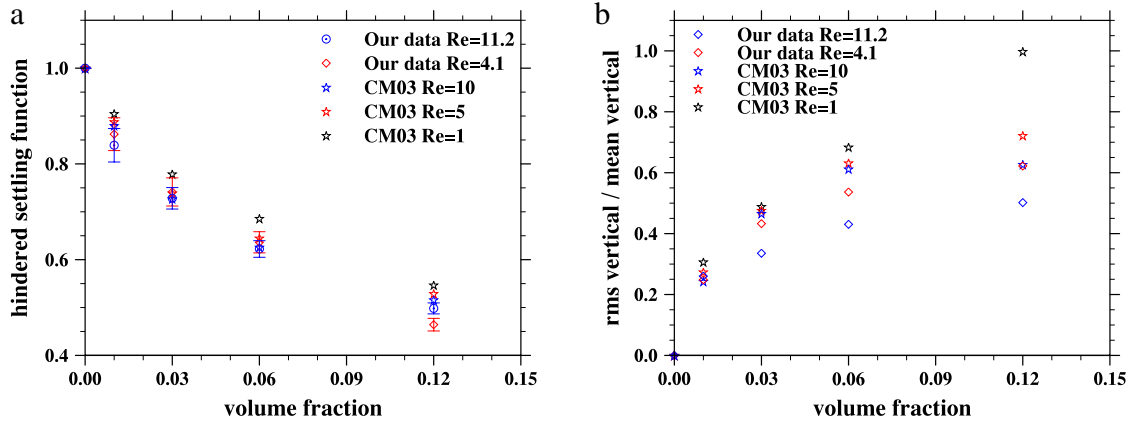 a
hindered settling function
1.0
0.8
0.6
0.4
0.00
0.03
0.06
0.09
0.12
0.15
volume fraction
Our data Re=11.2
Our data Re=4.1
CM03 Re=10
CM03 Re=5
CM03 Re=1
b
rms vertical / mean vertical
1.0
0.8
0.6
0.4
0.2
0.0
0.00
0.03
0.06
0.09
0.12
0.15
volume fraction
Our data Re=11.2
Our data Re=4.1
CM03 Re=10
CM03 Re=5
CM03 Re=1